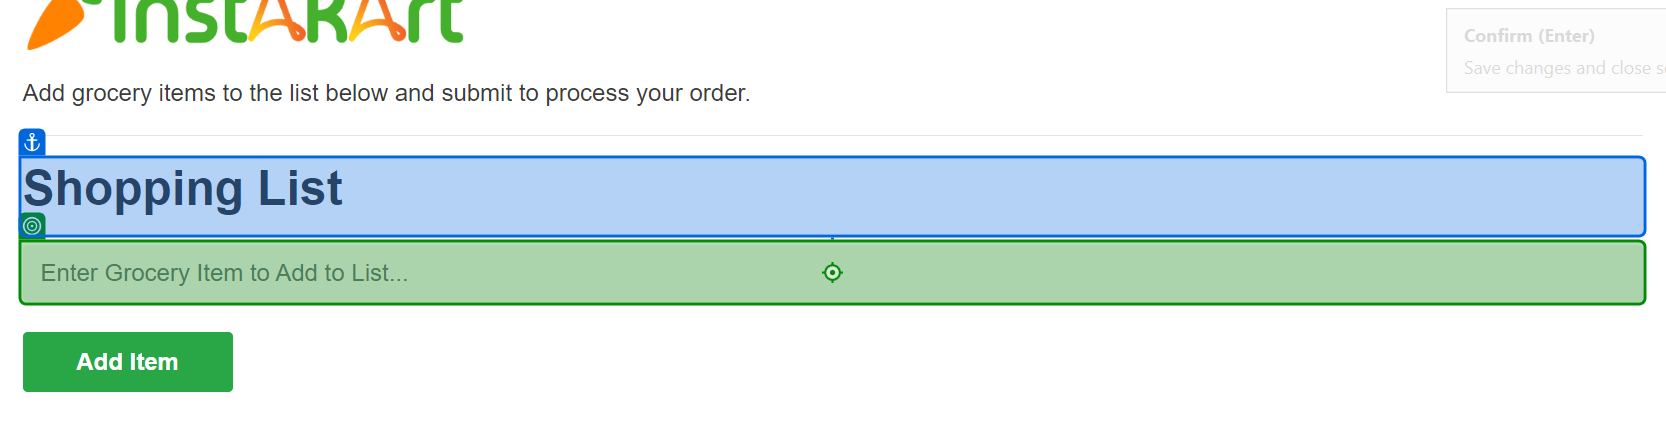 InstAkArt
Add grocery items to the list below and submit to process your order.
Confirm (Enter)
Save changes and close
Shopping List
Enter Grocery Item to Add to List...
Add Item